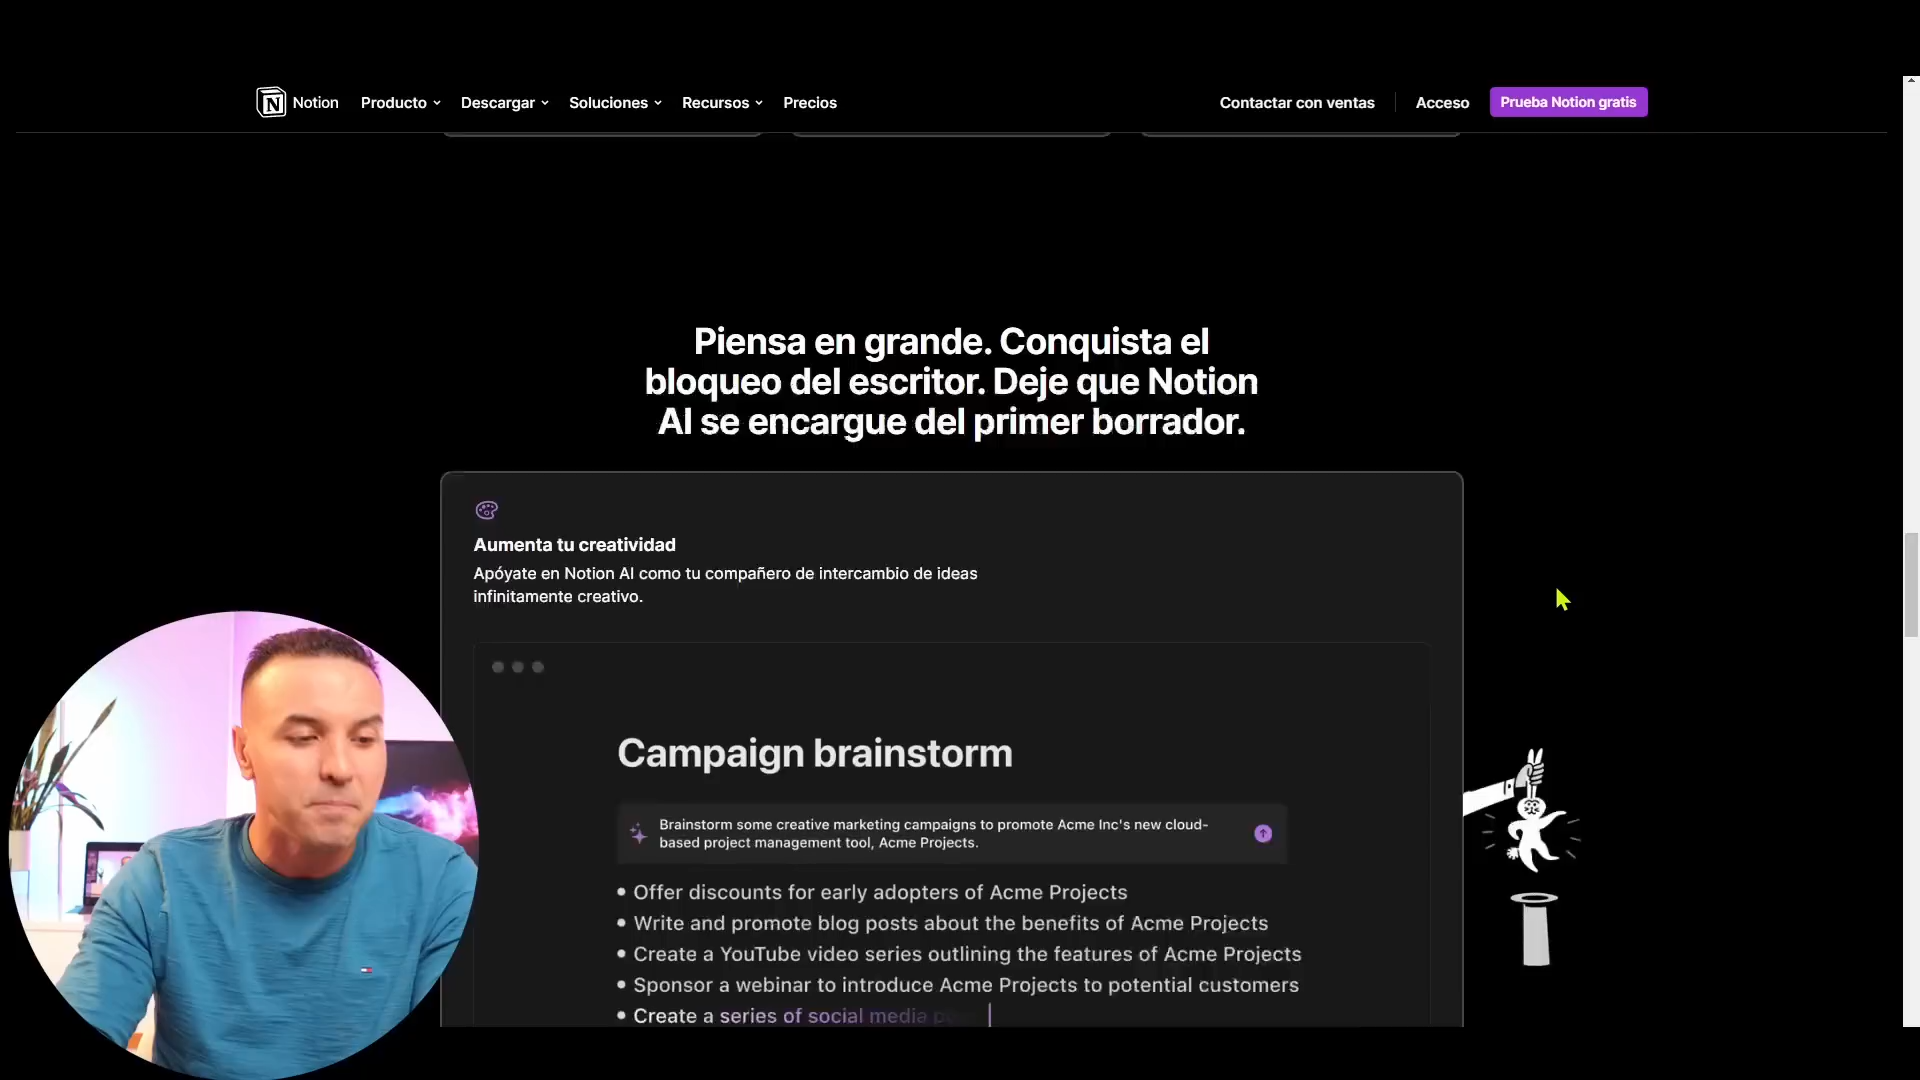 Notion Producto Descargar Soluciones Recursos Precios Contactar con ventas Acceso Prueba Notion gratis
Piensa en grande. Conquista el
bloqueo del escritor. Deje que Notion
AI se encargue del primer borrador.
Aumenta tu creatividad
Apóyate en Notion AI como tu compañero de intercambio de ideas
infinitamente creativo.
Campaign brainstorm
Brainstorm some creative marketing campaigns to promote Acme Inc's new cloud-
based project management tool, Acme Projects.
• Offer discounts for early adopters of Acme Projects
• Write and promote blog posts about the benefits of Acme Projects
• Create a YouTube video series outlining the features of Acme Projects
• Sponsor a webinar to introduce Acme Projects to potential customers
• Create a series of social media